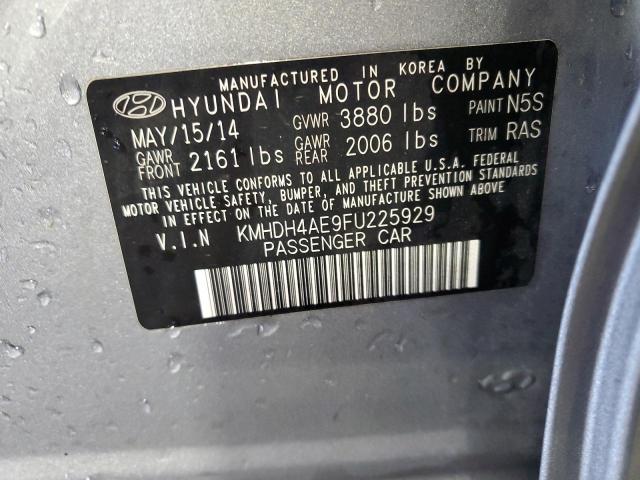 MANUFACTURED IN KOREA BY
HYUNDAI MOTOR COMPANY
MAY/15/14 GVWR 3880 lbs PAINT N5S
GAWR FRONT 2161 lbs GAWR REAR 2006 lbs TRIM RAS
THIS VEHICLE CONFORMS TO ALL APPLICABLE U.S.A. FEDERAL
MOTOR VEHICLE SAFETY, BUMPER, AND THEFT PREVENTION STANDARDS
IN EFFECT ON THE DATE OF MANUFACTURE SHOWN ABOVE.
V.I.N KMHDH4AE9FU225929
PASSENGER CAR